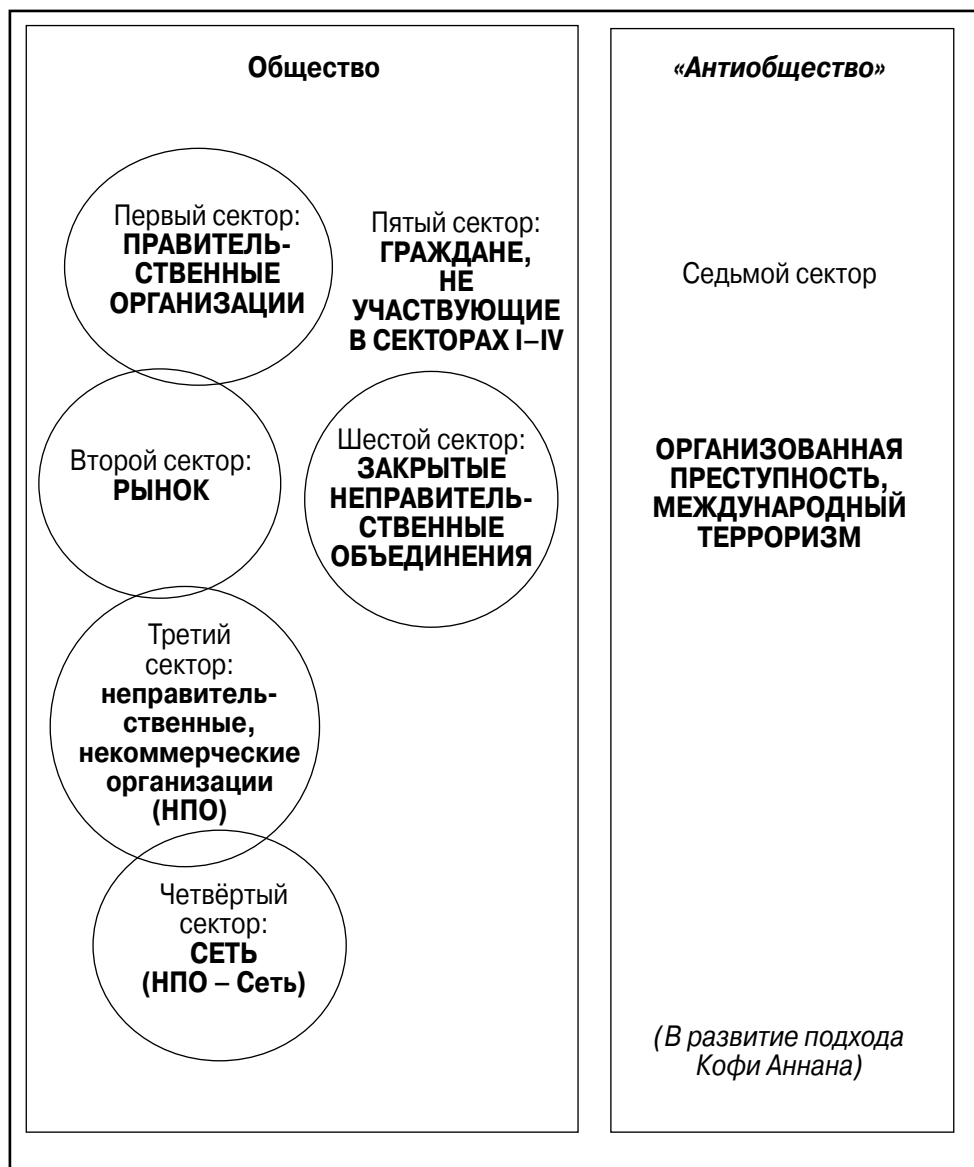 Общество
Первый сектор:
ПРАВИТЕЛЬ-
СТВЕННЫЕ
ОРГАНИЗАЦИИ
Пятый сектор:
ГРАЖДАНЕ,
НЕ
УЧАСТВУЮЩИЕ
В СЕКТОРАХ I–IV
Второй сектор:
РЫНОК
Шестой сектор:
ЗАКРЫТЫЕ
НЕПРАВИТЕЛЬ-
СТВЕННЫЕ
ОБЪЕДИНЕНИЯ
Третий
сектор:
неправитель-
ственные,
некоммерческие
организации
(НПО)
Четвёртый
сектор:
СЕТЬ
(НПО – Сеть)
«Антиобщество»
Седьмой сектор
ОРГАНИЗОВАННАЯ
ПРЕСТУПНОСТЬ,
МЕЖДУНАРОДНЫЙ
ТЕРРОРИЗМ
(В развитие подхода
Кофи Аннана)